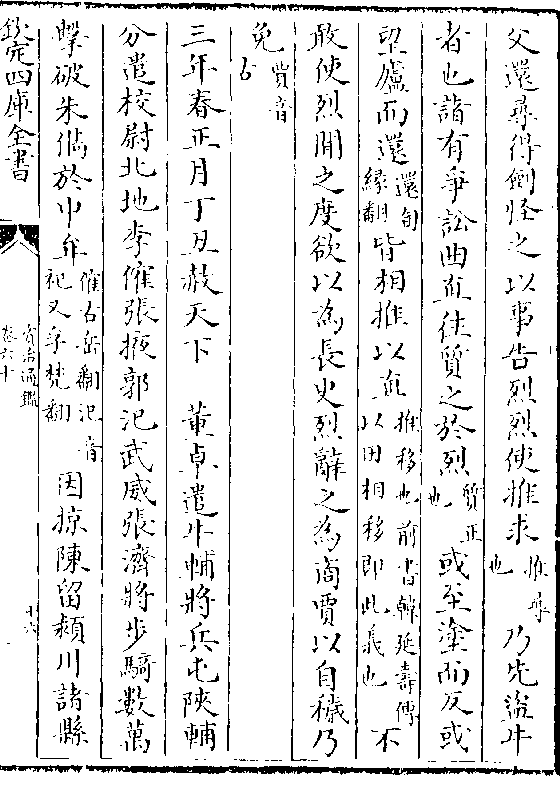 父還尋得劍怪之以事告烈烈使推求推尋也乃先盜牛
者也諸有爭訟曲直往質之於烈質正也或至塗而反或
望廬而還還旬緣翻皆相推以直推移也前書韓延壽傳以田相移即此義也不
敢使烈聞之度欲以為長史烈辭之為商賈以自穢乃
免賈音古
三年春正月丁丑赦天下 董卓遣牛輔將兵屯陝輔
分遣校尉北地李傕張掖郭汜武威張濟將步騎數萬
擊破朱儁於中牟傕古岳翻汜音祀又孚梵翻因掠陳留潁川諸縣
欽定四庫全書
資治通鑑
卷六十
十六